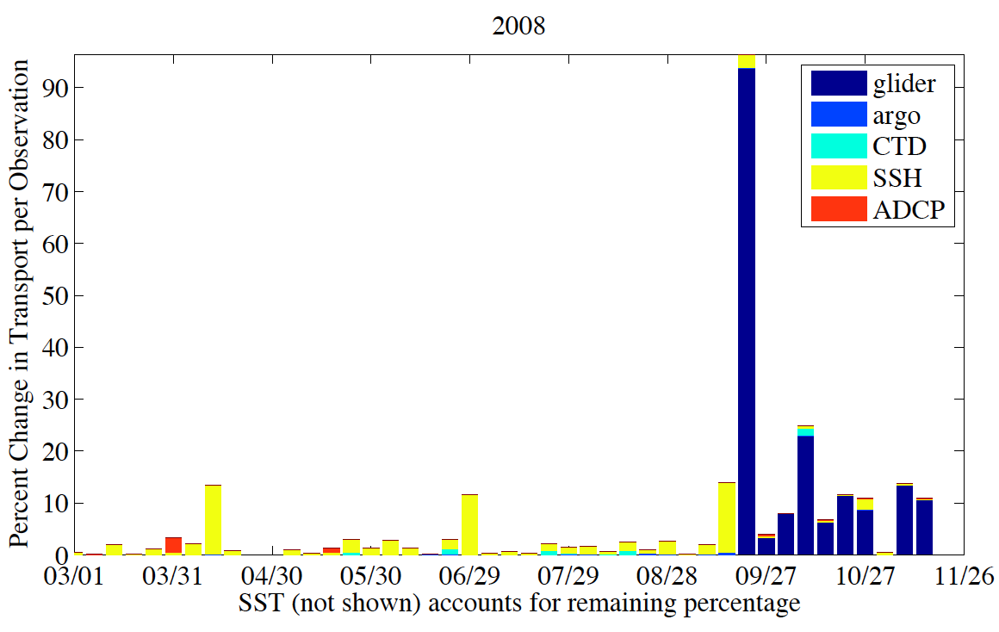 2008
Percent Change in Transport per Observation
90
80
70
60
50
40
30
20
10
0
glider
argo
CTD
SSH
ADCP
03/01 03/31 04/30 05/30 06/29 07/29 08/28 09/27 10/27 11/26
SST (not shown) accounts for remaining percentage